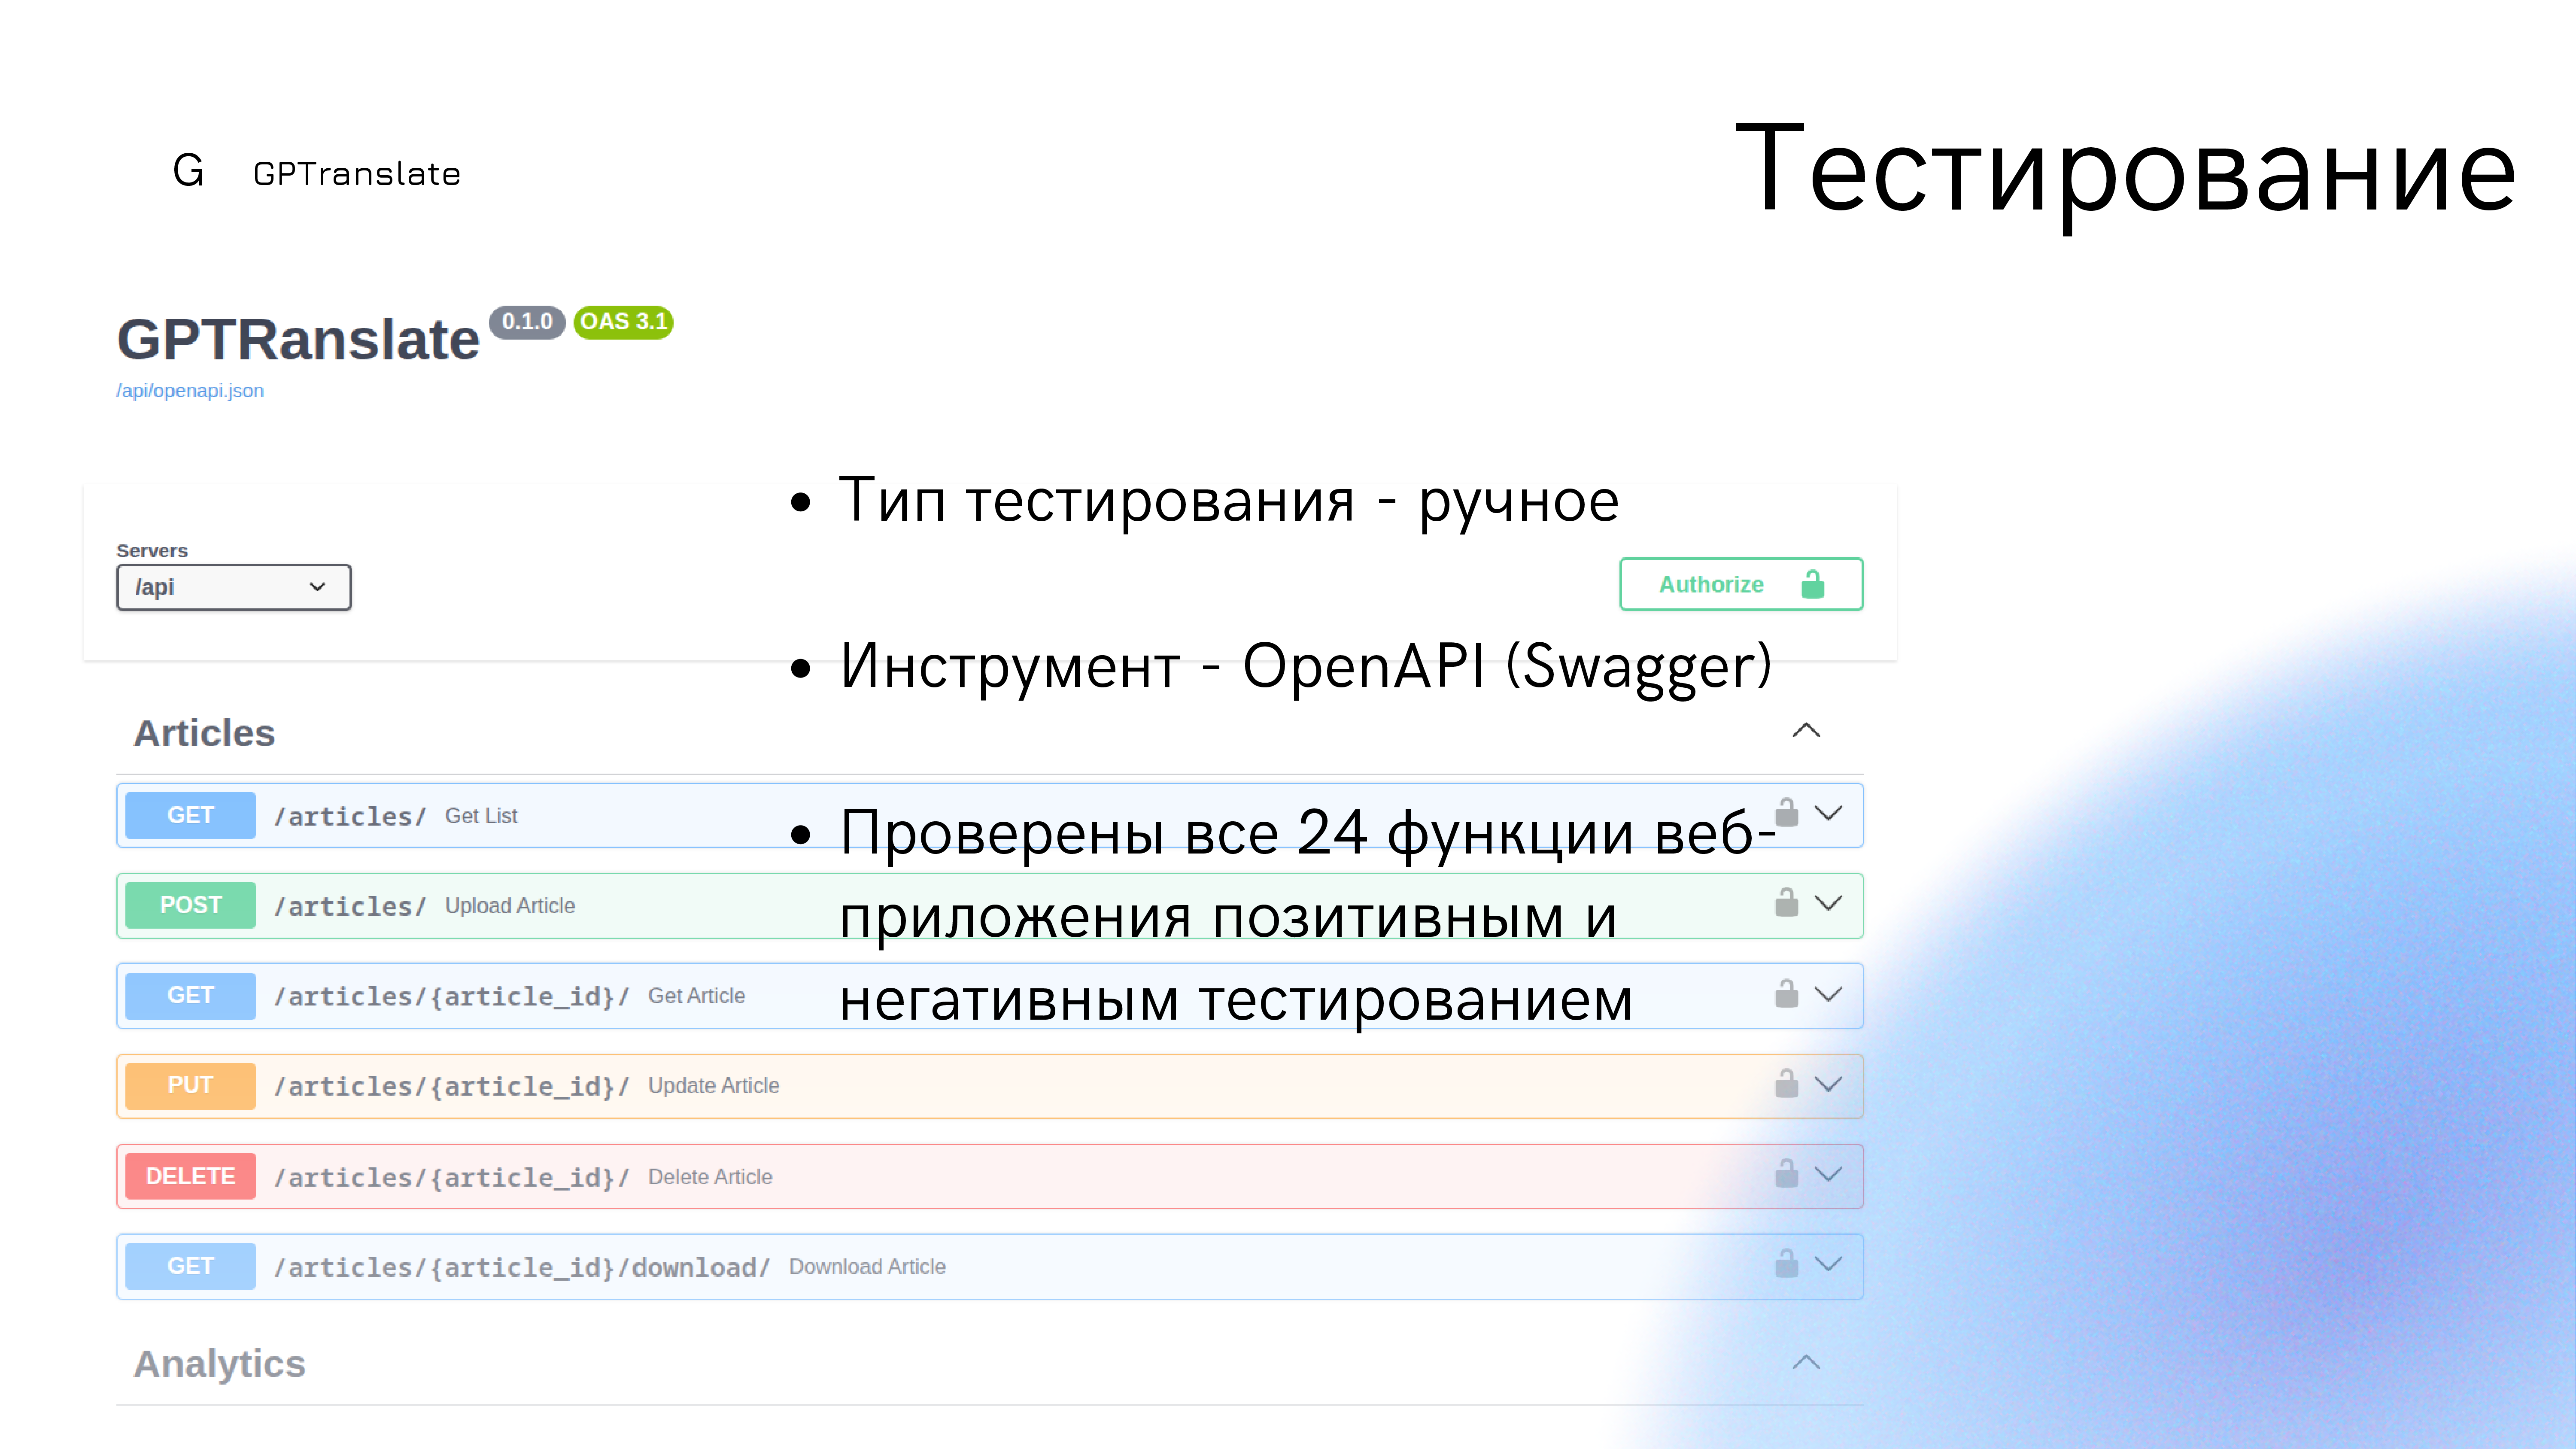 G GPTranslate
Тестирование
GPTRanslate 0.1.0 OAS 3.1
/api/openapi.json
• Тип тестирования - ручное
Servers
/api
Authorize
• Инструмент - OpenAPI (Swagger)
Articles
GET /articles/ Get List
• Проверены все 24 функции веб-
приложения позитивным и
негативным тестированием
POST /articles/ Upload Article
GET /articles/{article_id}/ Get Article
PUT /articles/{article_id}/ Update Article
DELETE /articles/{article_id}/ Delete Article
GET /articles/{article_id}/download/ Download Article
Analytics